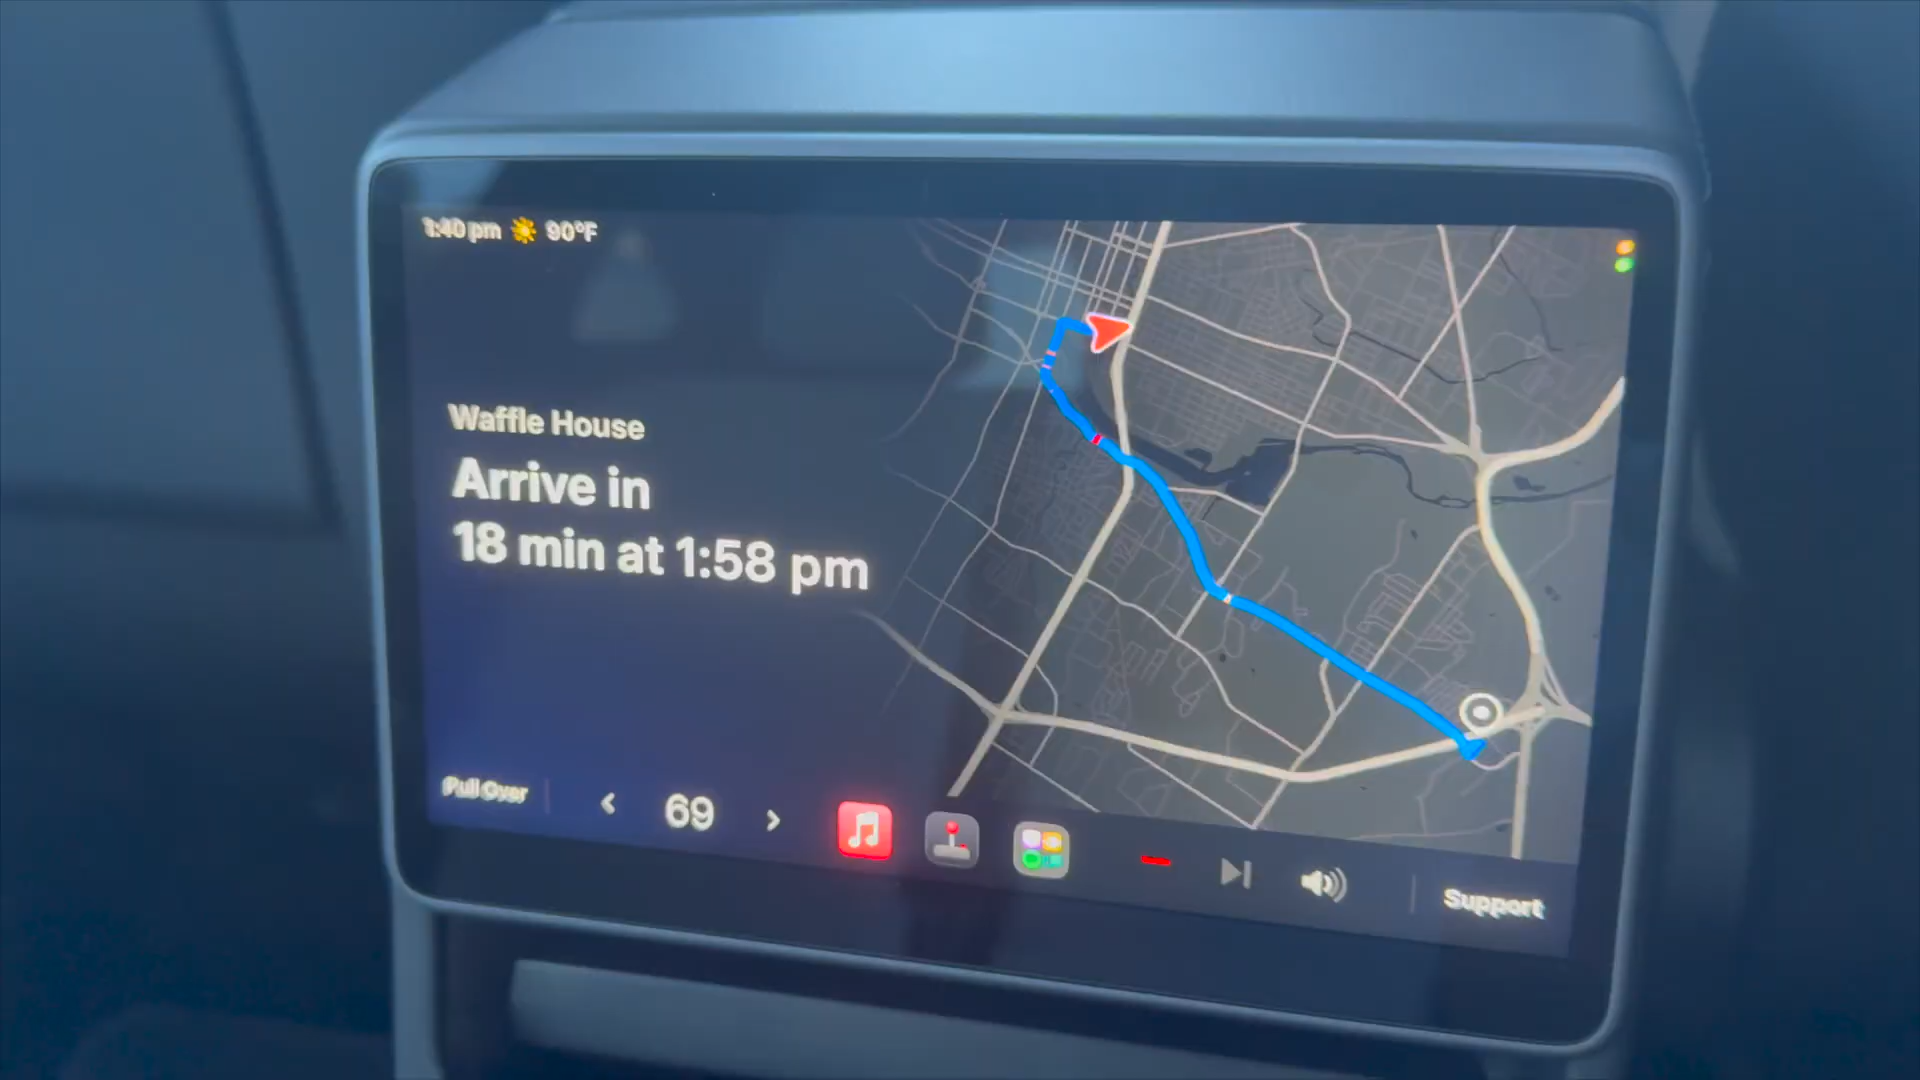 1:40 pm 90°F
Waffle House
Arrive in
18 min at 1:58 pm
Pull Over
69
Support